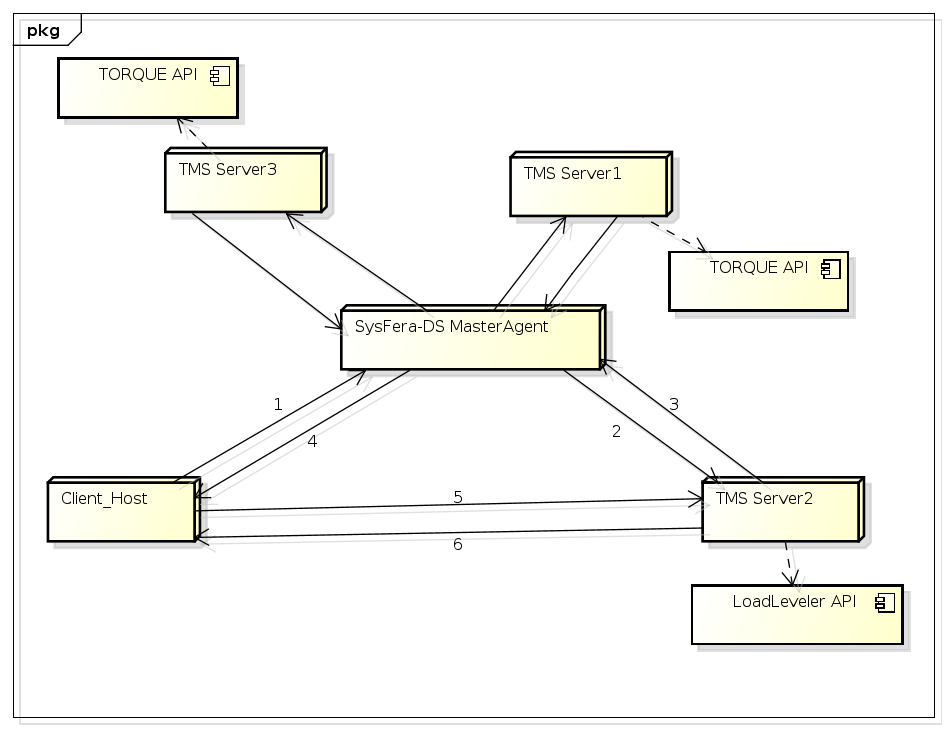 pkg
TORQUE API
TMS Server3
TMS Server1
TORQUE API
SysFera-DS MasterAgent
1
3
4
2
Client_Host
5
TMS Server2
6
LoadLeveler API